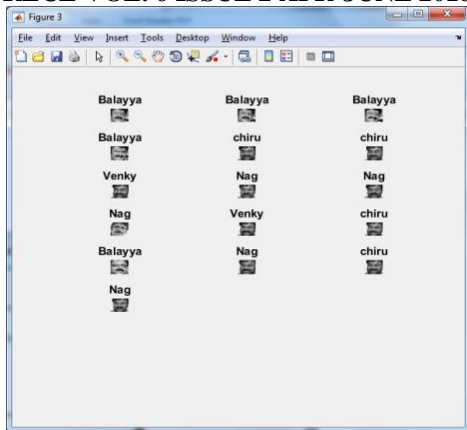 Figure 3
File Edit View Insert Tools Desktop Window Help
Balayya Balayya Balayya
Balayya chiru chiru
Venky Nag Nag
Nag Venky chiru
Balayya Nag chiru
Nag